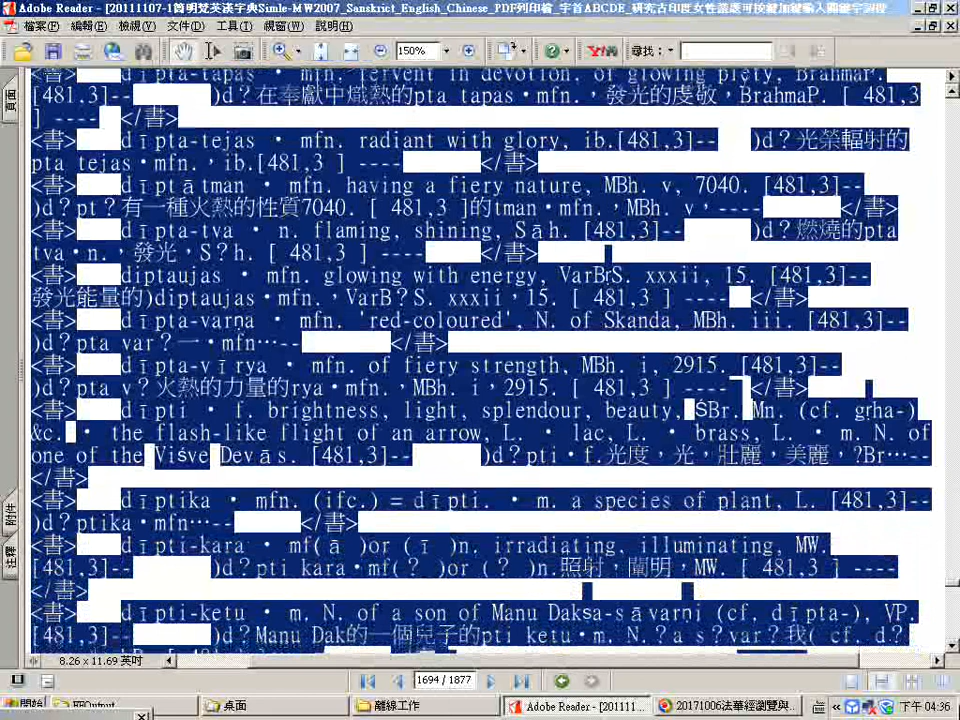 Adobe Reader - [20111107-1簡明梵英漢字典Simle-MW2007_Sanskrit_English_Chinese_PDF列印檔_字首ABCDE_研究古印度女性議題可按鍵加鍵輸入關鍵字詞搜
檔案(F) 編輯(E) 檢視(V) 文件(D) 工具(T) 視窗(W) 說明(H)
150% 尋找：
<書> dīpta-tapas • mfn. fervent in devotion, of glowing piety, BrahmaP.
[481,3]-- )d？在奉獻中熾熱的pta tapas•mfn.，發光的虔敬，BrahmaP. [ 481,3
] ---- </書>
<書> dīpta-tejas • mfn. radiant with glory, ib.[481,3]-- )d？光榮輻射的
pta tejas•mfn.，ib.[481,3 ] ---- </書>
<書> dīptātman • mfn. having a fiery nature, MBh. v, 7040. [481,3]--
)d？pt？有一種火熱的性質7040. [ 481,3 ]的tman•mfn.，MBh. v，---- </書>
<書> dīpta-tva • n. flaming, shining, Sāh. [481,3]-- )d？燃燒的pta
tva•n.，發光，S？h. [ 481,3 ] ---- </書>
<書> diptaujas • mfn. glowing with energy, VarBṛS. xxxii, 15. [481,3]--
發光能量的)diptaujas•mfn.，VarB？S. xxxii，15. [ 481,3 ] ---- </書>
<書> dīpta-varṇa • mfn. 'red-coloured', N. of Skanda, MBh. iii. [481,3]--
)d？pta var？一•mfn…-- </書>
<書> dīpta-vīrya • mfn. of fiery strength, MBh. i, 2915. [481,3]--
)d？pta v？火熱的力量的rya•mfn.，MBh. i，2915. [ 481,3 ] ---- </書>
<書> dīpti • f. brightness, light, splendour, beauty, ŚBr. Mn. (cf. gṛha-)
&c. • the flash-like flight of an arrow, L. • lac, L. • brass, L. • m. N. of
one of the Viśve Devās. [481,3]-- )d？pti•f.光度，光，壯麗，美麗，?Br…--
</書>
<書> dīptika • mfn. (ifc.) = dīpti. • m. a species of plant, L. [481,3]--
)d？ptika•mfn…-- </書>
<書> dīpti-kara • mf(ā )or (ī )n. irradiating, illuminating, MW.
[481,3]-- )d？pti kara•mf(？ )or (？ )n.照射，闡明，MW. [ 481,3 ] ----
</書>
<書> dīpti-ketu • m. N. of a son of Manu Dakṣa-sāvarṇi (cf. dīpta-), VP.
[481,3]-- )d？Manu Dak的一個兒子的pti ketu•m. N.？a s？var？我( cf. d？
頁面
附件
注釋
8.26 x 11.69 英吋
1694 / 1877
開始 FFOutput 桌面 離線工作 Adobe Reader - [201111... 20171006法華經瀏覽與... 下午 04:36